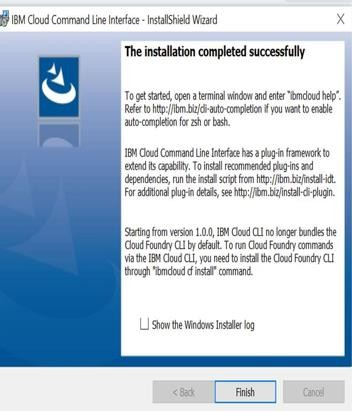 IBM Cloud Command Line Interface - InstallShield Wizard
X
The installation completed successfully
To get started, open a terminal window and enter "ibmcloud help".
Refer to http://ibm.biz/cli-auto-completion if you want to enable
auto-completion for zsh or bash.
IBM Cloud Command Line Interface has a plug-in framework to
extend its capability. To install recommended plug-ins and
dependencies, run the install script from http://ibm.biz/install-idt.
For additional plug-in details, see http://ibm.biz/install-cli-plugin.
Starting from version 1.0.0, IBM Cloud CLI no longer bundles the
Cloud Foundry CLI by default. To run Cloud Foundry commands
via the IBM Cloud CLI, you need to install the Cloud Foundry CLI
through "ibmcloud cf install" command.
Show the Windows Installer log
< Back Finish Cancel